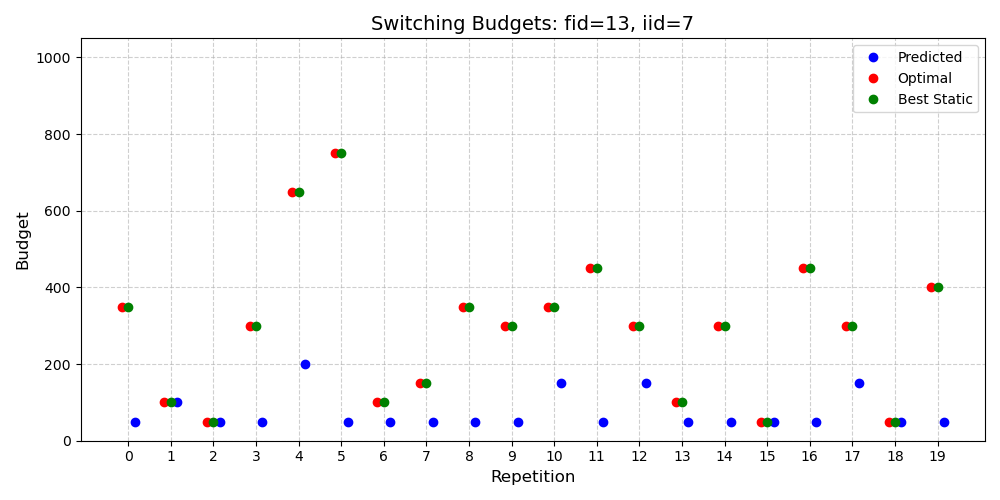 Switching Budgets: fid=13, iid=7
Predicted
Optimal
Best Static
1000
800
600
400
200
0
Budget
0 1 2 3 4 5 6 7 8 9 10 11 12 13 14 15 16 17 18 19
Repetition